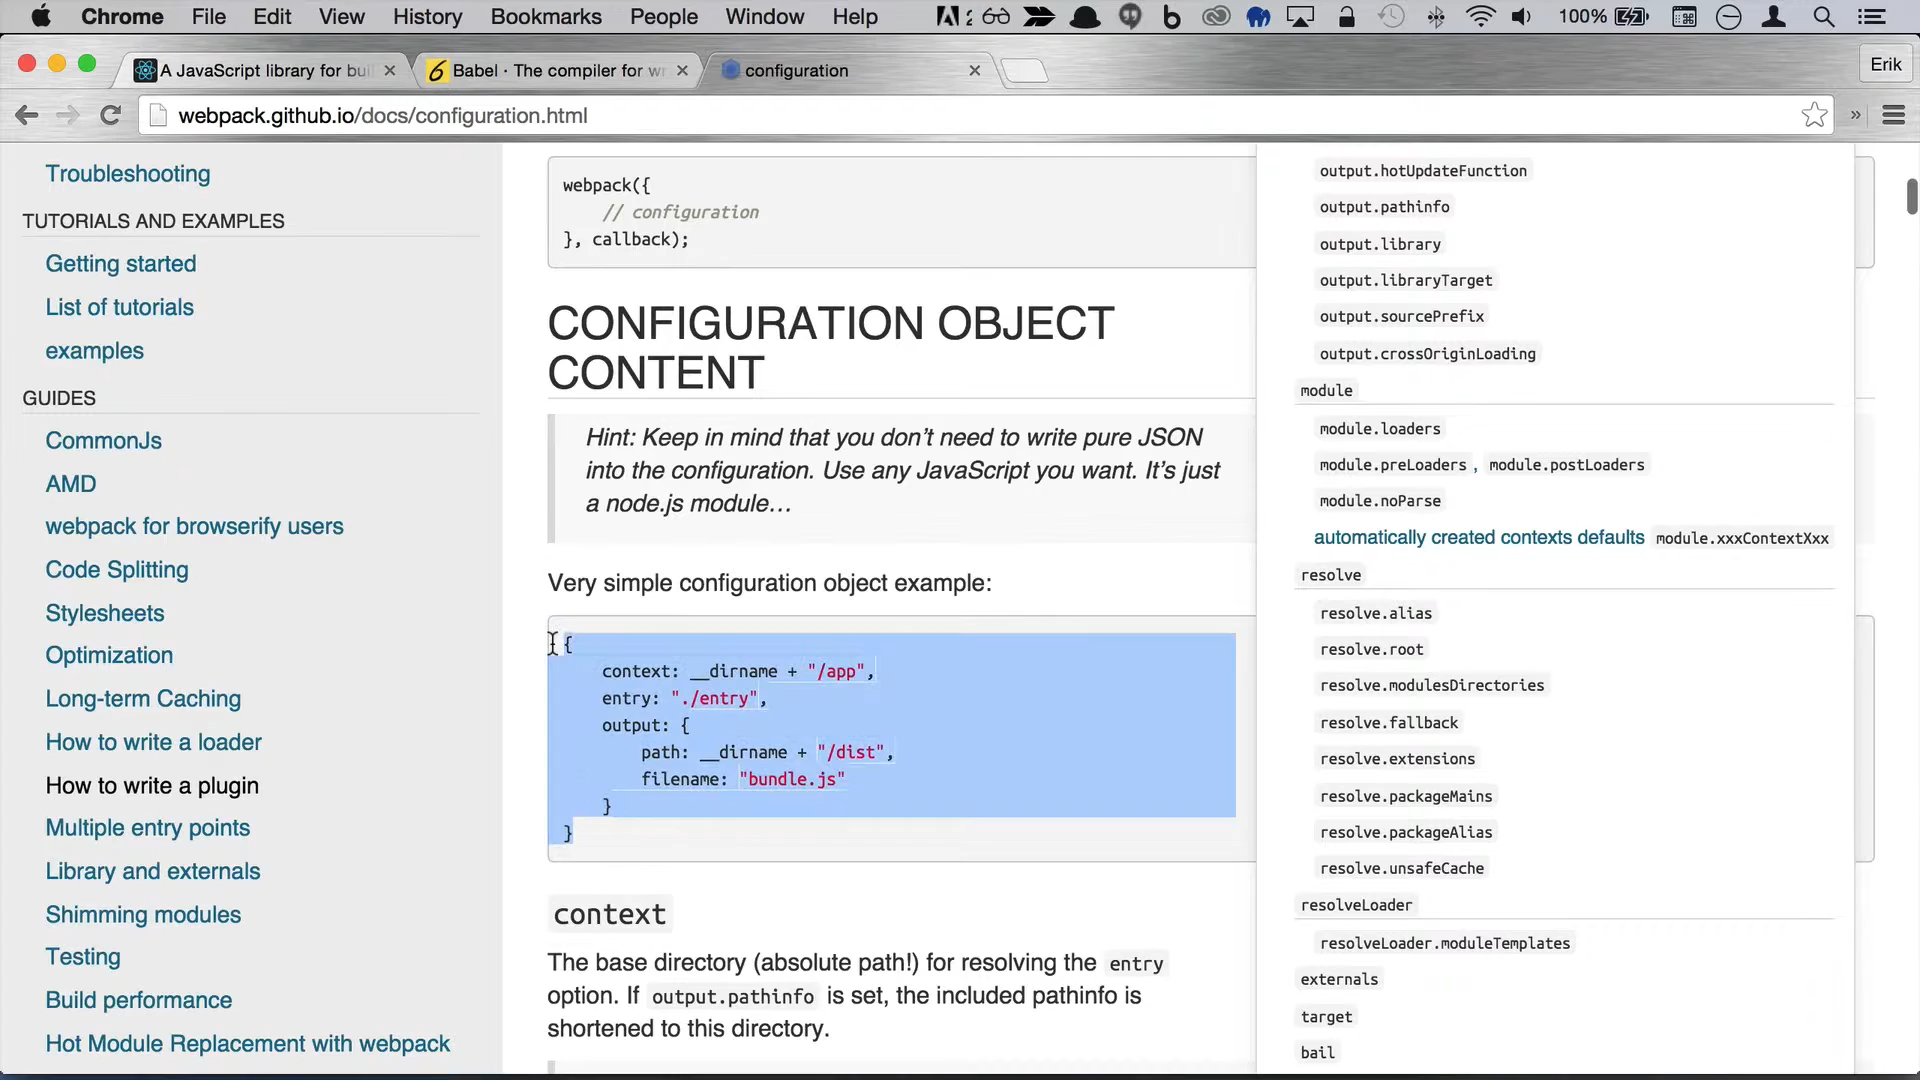 Chrome File Edit View History Bookmarks People Window Help 100%
A JavaScript library for bui
Babel · The compiler for wr
configuration
Erik
webpack.github.io/docs/configuration.html
Troubleshooting
TUTORIALS AND EXAMPLES
Getting started
List of tutorials
examples
GUIDES
CommonJs
AMD
webpack for browserify users
Code Splitting
Stylesheets
Optimization
Long-term Caching
How to write a loader
How to write a plugin
Multiple entry points
Library and externals
Shimming modules
Testing
Build performance
Hot Module Replacement with webpack
webpack({
// configuration
}, callback);
CONFIGURATION OBJECT
CONTENT
Hint: Keep in mind that you don’t need to write pure JSON
into the configuration. Use any JavaScript you want. It’s just
a node.js module…
Very simple configuration object example:
{
context: __dirname + "/app",
entry: "./entry",
output: {
path: __dirname + "/dist",
filename: "bundle.js"
}
}
context
The base directory (absolute path!) for resolving the entry
option. If output.pathinfo is set, the included pathinfo is
shortened to this directory.
output.hotUpdateFunction
output.pathinfo
output.library
output.libraryTarget
output.sourcePrefix
output.crossOriginLoading
module
module.loaders
module.preLoaders , module.postLoaders
module.noParse
automatically created contexts defaults module.xxxContextXxx
resolve
resolve.alias
resolve.root
resolve.modulesDirectories
resolve.fallback
resolve.extensions
resolve.packageMains
resolve.packageAlias
resolve.unsafeCache
resolveLoader
resolveLoader.moduleTemplates
externals
target
bail